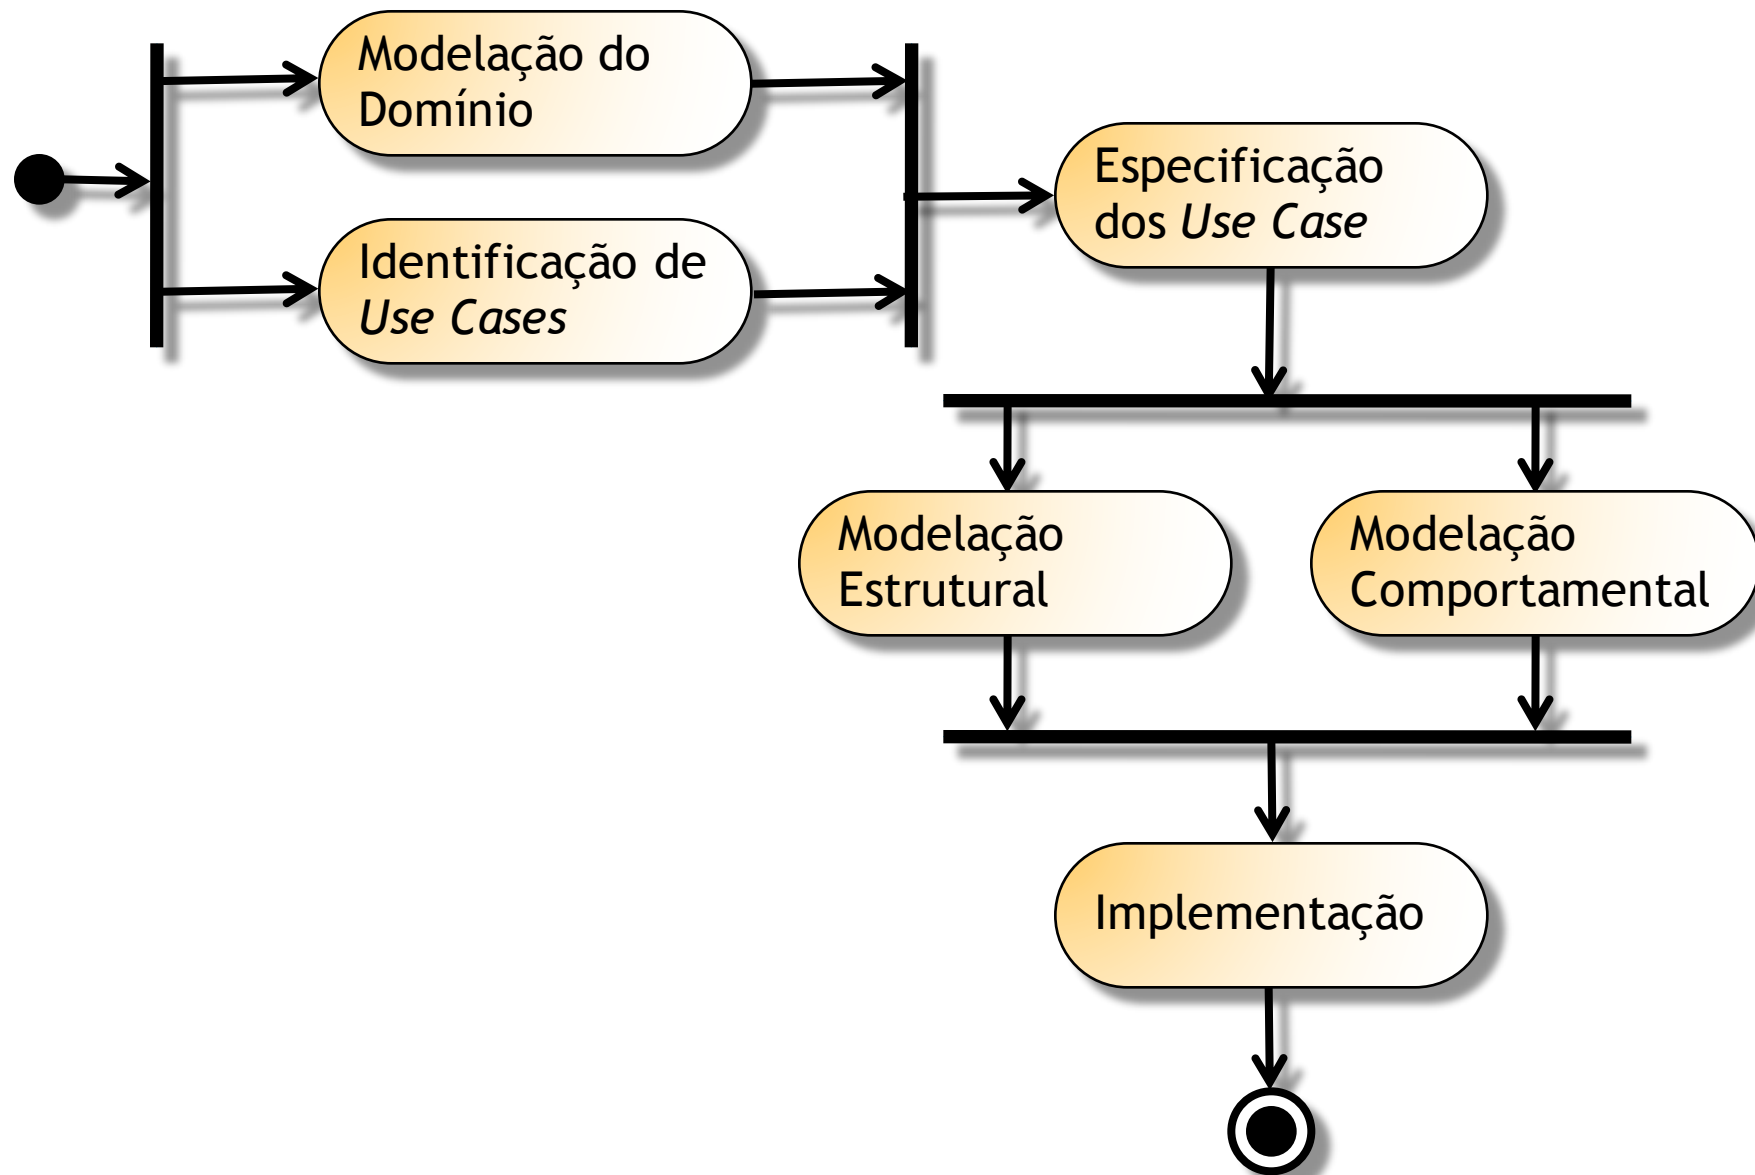 Modelação do
Domínio
Identificação de
Use Cases
Especificação
dos Use Case
Modelação
Estrutural
Modelação
Comportamental
Implementação